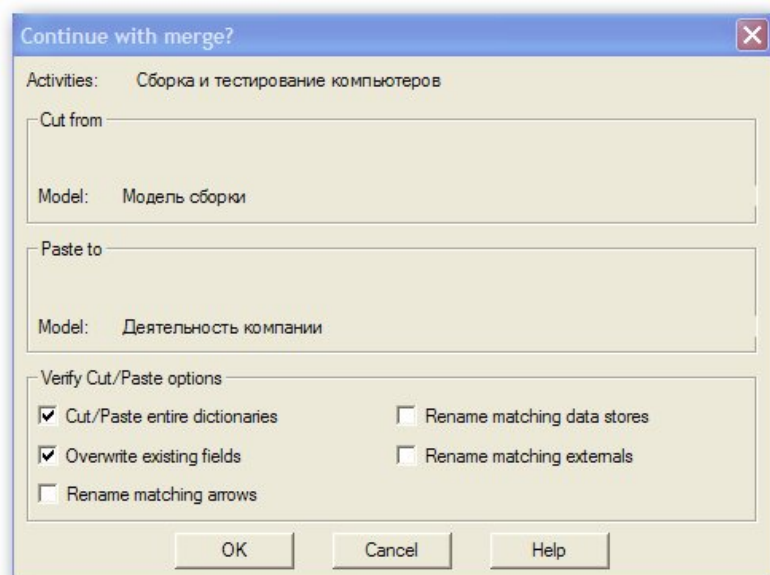 Continue with merge?
Activities: Сборка и тестирование компьютеров
Cut from
Model: Модель сборки
Paste to
Model: Деятельность компании
Verify Cut/Paste options
Cut/Paste entire dictionaries
Rename matching data stores
Overwrite existing fields
Rename matching externals
Rename matching arrows
OK
Cancel
Help